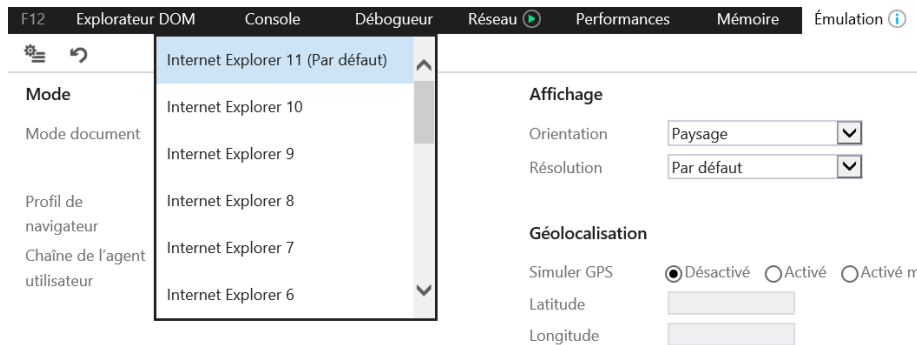 F12 Explorateur DOM Console Débogueur Réseau Performances Mémoire Émulation
Mode
Mode document
Profil de
navigateur
Chaîne de l'agent
utilisateur
Internet Explorer 11 (Par défaut)
Internet Explorer 10
Internet Explorer 9
Internet Explorer 8
Internet Explorer 7
Internet Explorer 6
Affichage
Orientation Paysage
Résolution Par défaut
Géolocalisation
Simuler GPS Désactivé Activé Activé
Latitude
Longitude